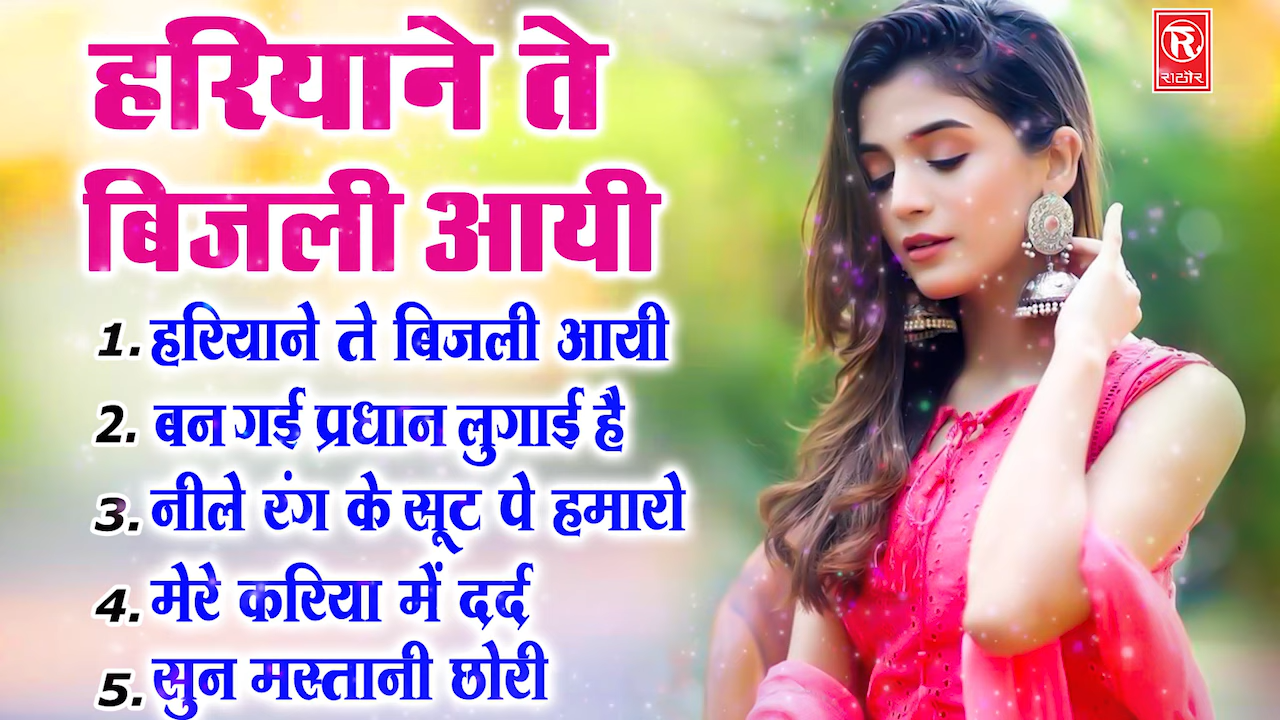 हरियाने ते
बिजली आयी
1. हरियाने ते बिजली आयी
2. बन गई प्रधान लुगाई है
3. नीले रंग के सूट पे हमारो
4. मेरे करिया में दर्द
5. सुन मस्तानी छोरी
R
राठौर